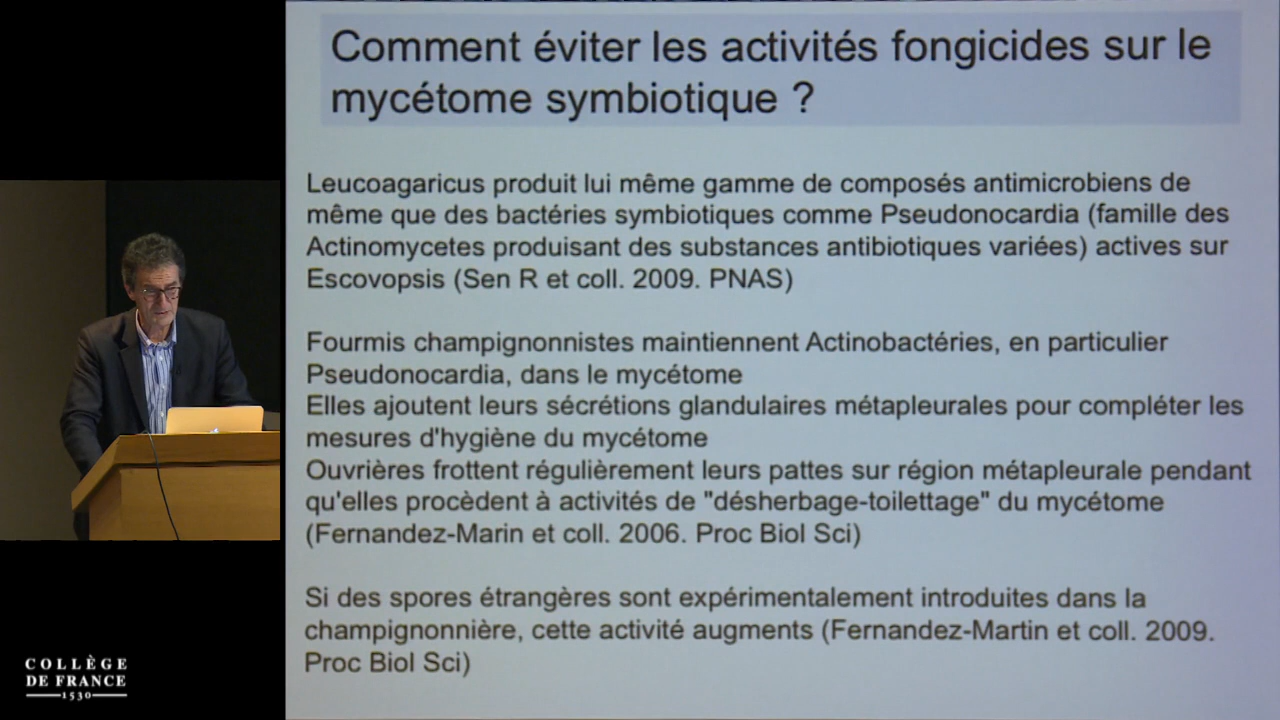 Comment éviter les activités fongicides sur le
mycétome symbiotique ?
Leucoagaricus produit lui même gamme de composés antimicrobiens de
même que des bactéries symbiotiques comme Pseudonocardia (famille des
Actinomycetes produisant des substances antibiotiques variées) actives sur
Escovopsis (Sen R et coll. 2009. PNAS)
Fourmis champignonnistes maintiennent Actinobactéries, en particulier
Pseudonocardia, dans le mycétome
Elles ajoutent leurs sécrétions glandulaires métapleurales pour compléter les
mesures d'hygiène du mycétome
Ouvrières frottent régulièrement leurs pattes sur région métapleurale pendant
qu'elles procèdent à activités de "désherbage-toilettage" du mycétome
(Fernandez-Marin et coll. 2006. Proc Biol Sci)
Si des spores étrangères sont expérimentalement introduites dans la
champignonnière, cette activité augments (Fernandez-Martin et coll. 2009.
Proc Biol Sci)
COLLÈGE
DE FRANCE
1530